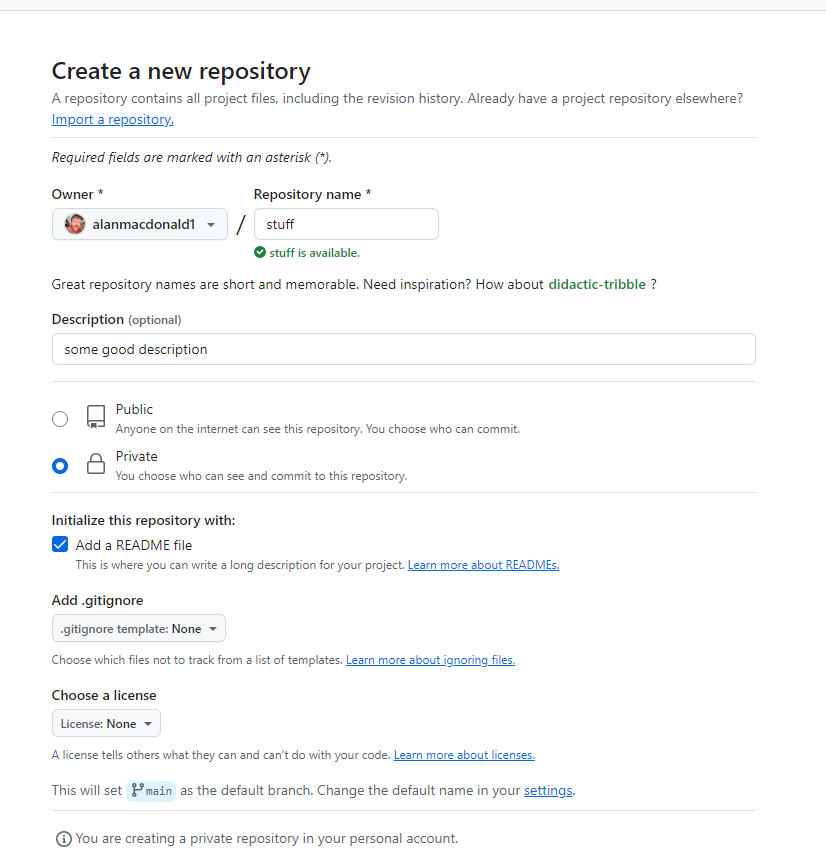 Create a new repository
A repository contains all project files, including the revision history. Already have a project repository elsewhere?
Import a repository.
Required fields are marked with an asterisk (*).
Owner * Repository name *
alanmacdonald1 / stuff
stuff is available.
Great repository names are short and memorable. Need inspiration? How about didactic-tribble ?
Description (optional)
some good description
Public
Anyone on the internet can see this repository. You choose who can commit.
Private
You choose who can see and commit to this repository.
Initialize this repository with:
Add a README file
This is where you can write a long description for your project. Learn more about READMEs.
Add .gitignore
.gitignore template: None
Choose which files not to track from a list of templates. Learn more about ignoring files.
Choose a license
License: None
A license tells others what they can and can't do with your code. Learn more about licenses.
This will set main as the default branch. Change the default name in your settings.
You are creating a private repository in your personal account.